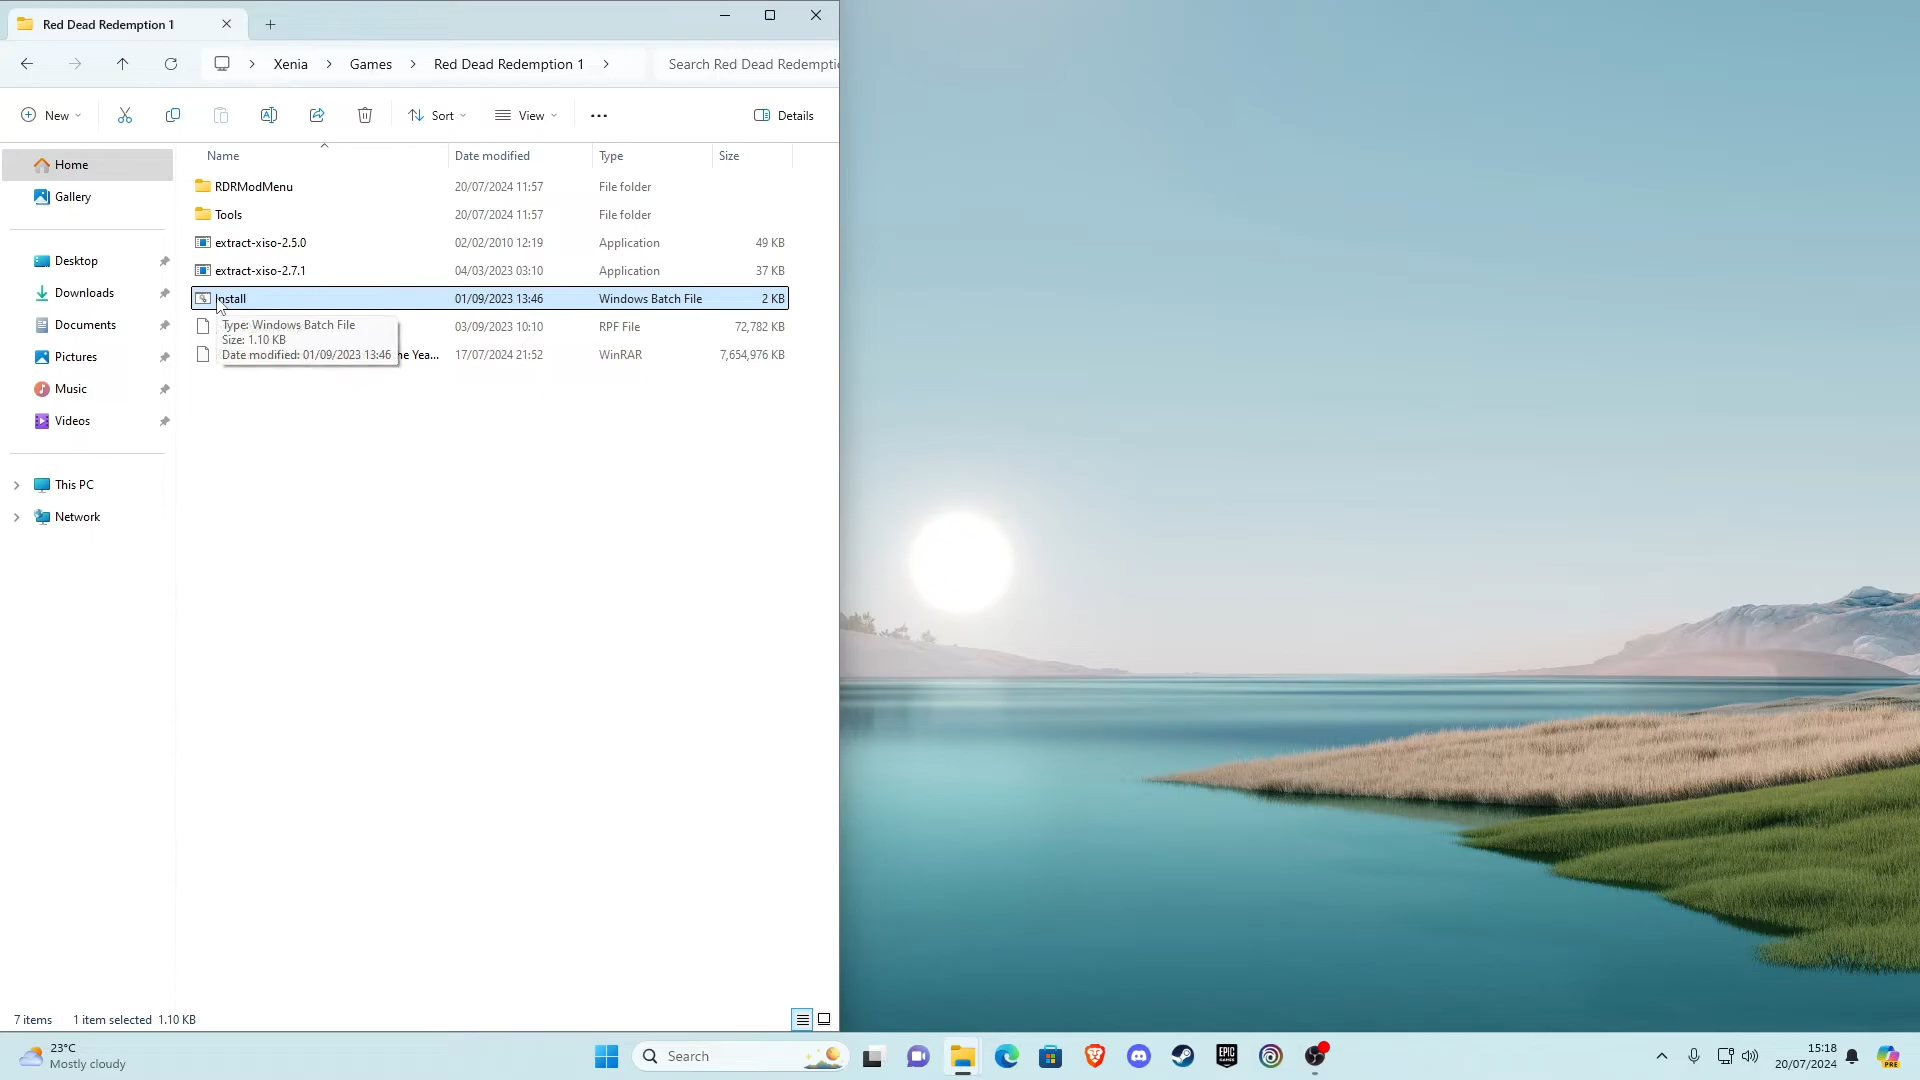 Red Dead Redemption 1
Xenia > Games > Red Dead Redemption 1 >
Search Red Dead Redemptio
New
Sort
View
Details
Name
Date modified
Type
Size
Home
Gallery
Desktop
Downloads
Documents
Pictures
Music
Videos
This PC
Network
RDRModMenu 20/07/2024 11:57 File folder
Tools 20/07/2024 11:57 File folder
extract-xiso-2.5.0 02/02/2010 12:19 Application 49 KB
extract-xiso-2.7.1 04/03/2023 03:10 Application 37 KB
install 01/09/2023 13:46 Windows Batch File 2 KB
03/09/2023 10:10 RPF File 72,782 KB
he Yea... 17/07/2024 21:52 WinRAR 7,654,976 KB
Type: Windows Batch File
Size: 1.10 KB
Date modified: 01/09/2023 13:46
7 items 1 item selected 1.10 KB
23°C
Mostly cloudy
Search
EPIC
GAMES
15:18
20/07/2024
PRE